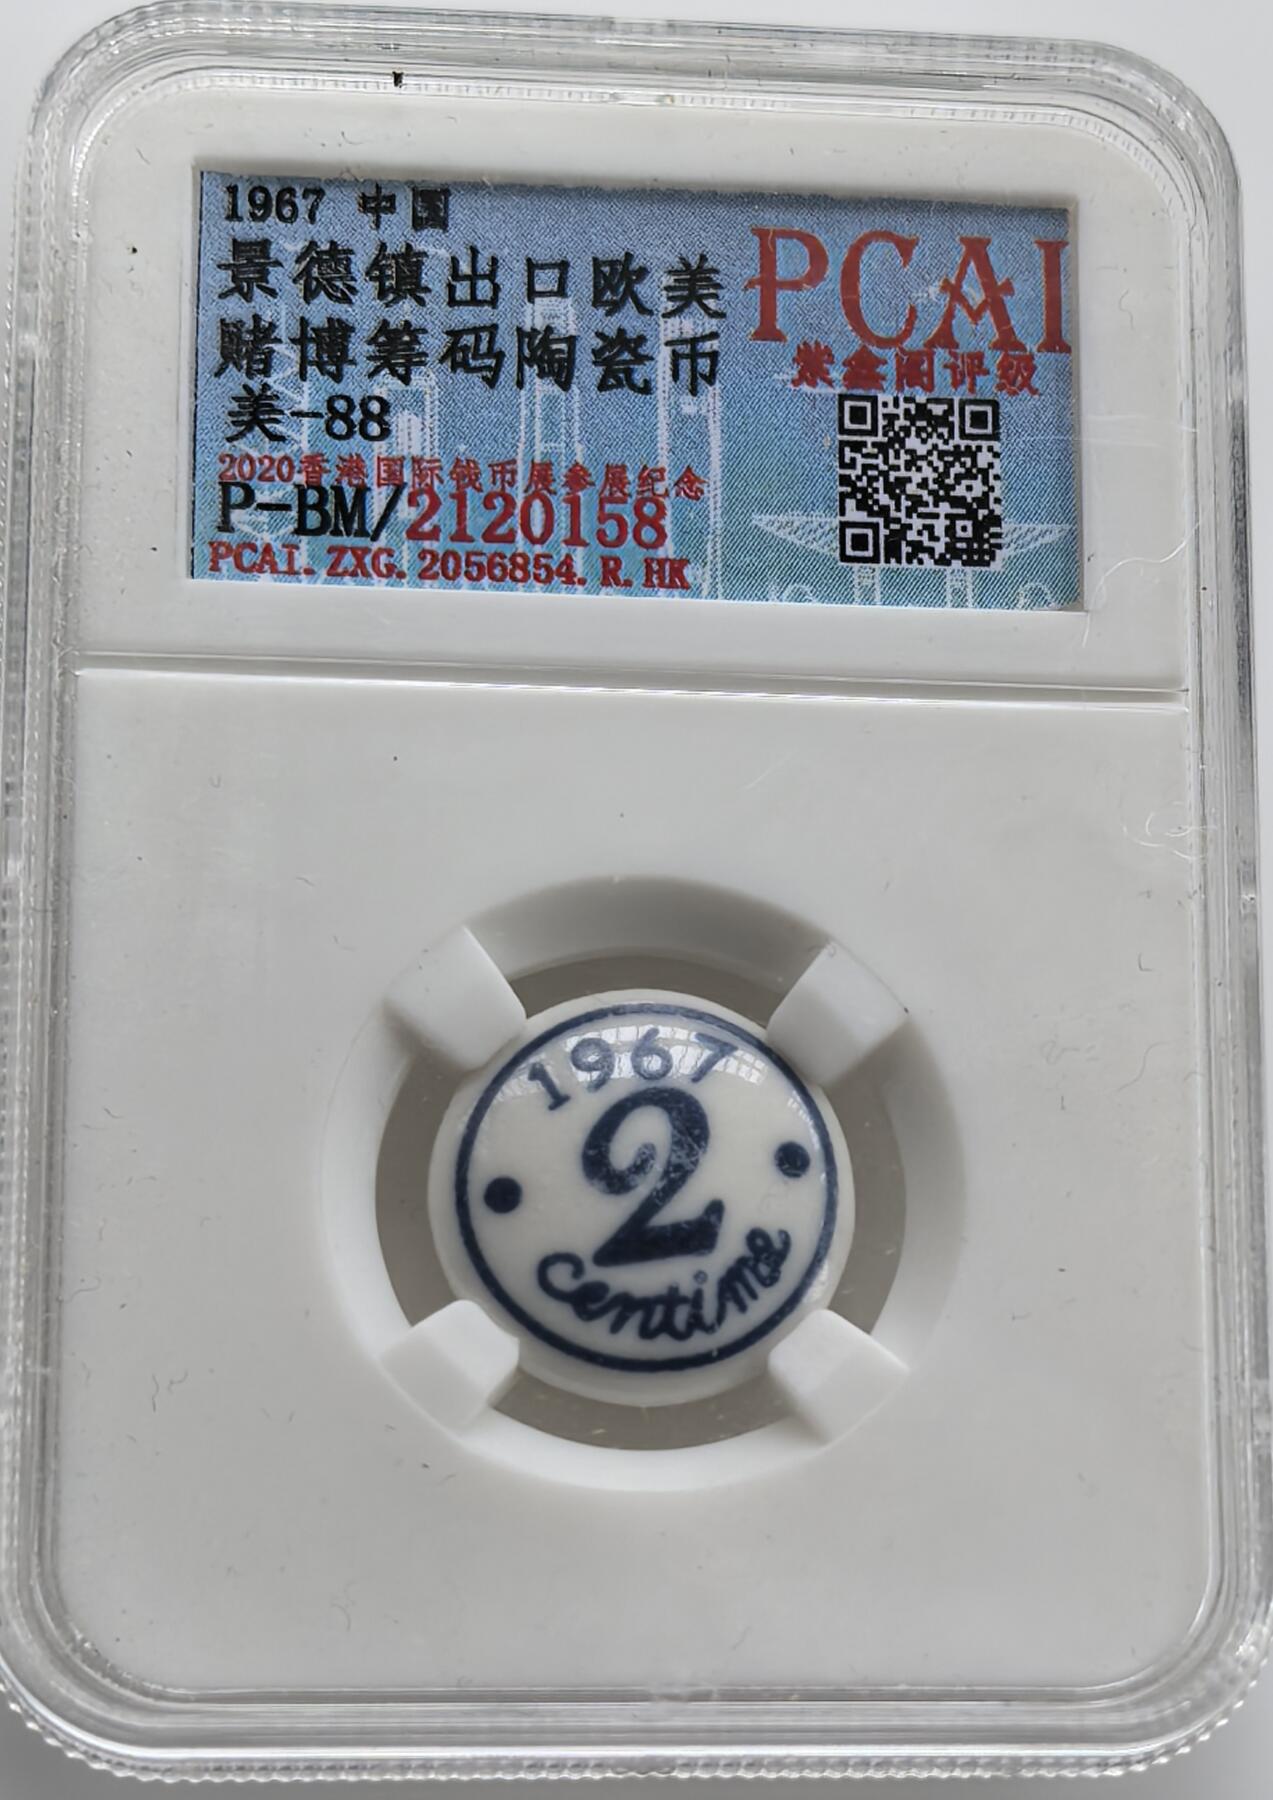 1967 中国
景德镇出口欧美
赌博筹码陶瓷币
美-88
2020香港国际钱币展参展纪念
P-BM/2120158
PCAI. ZXG. 2056854. R. HK
PCAI
紫鑫阁评级
1967
2
centime